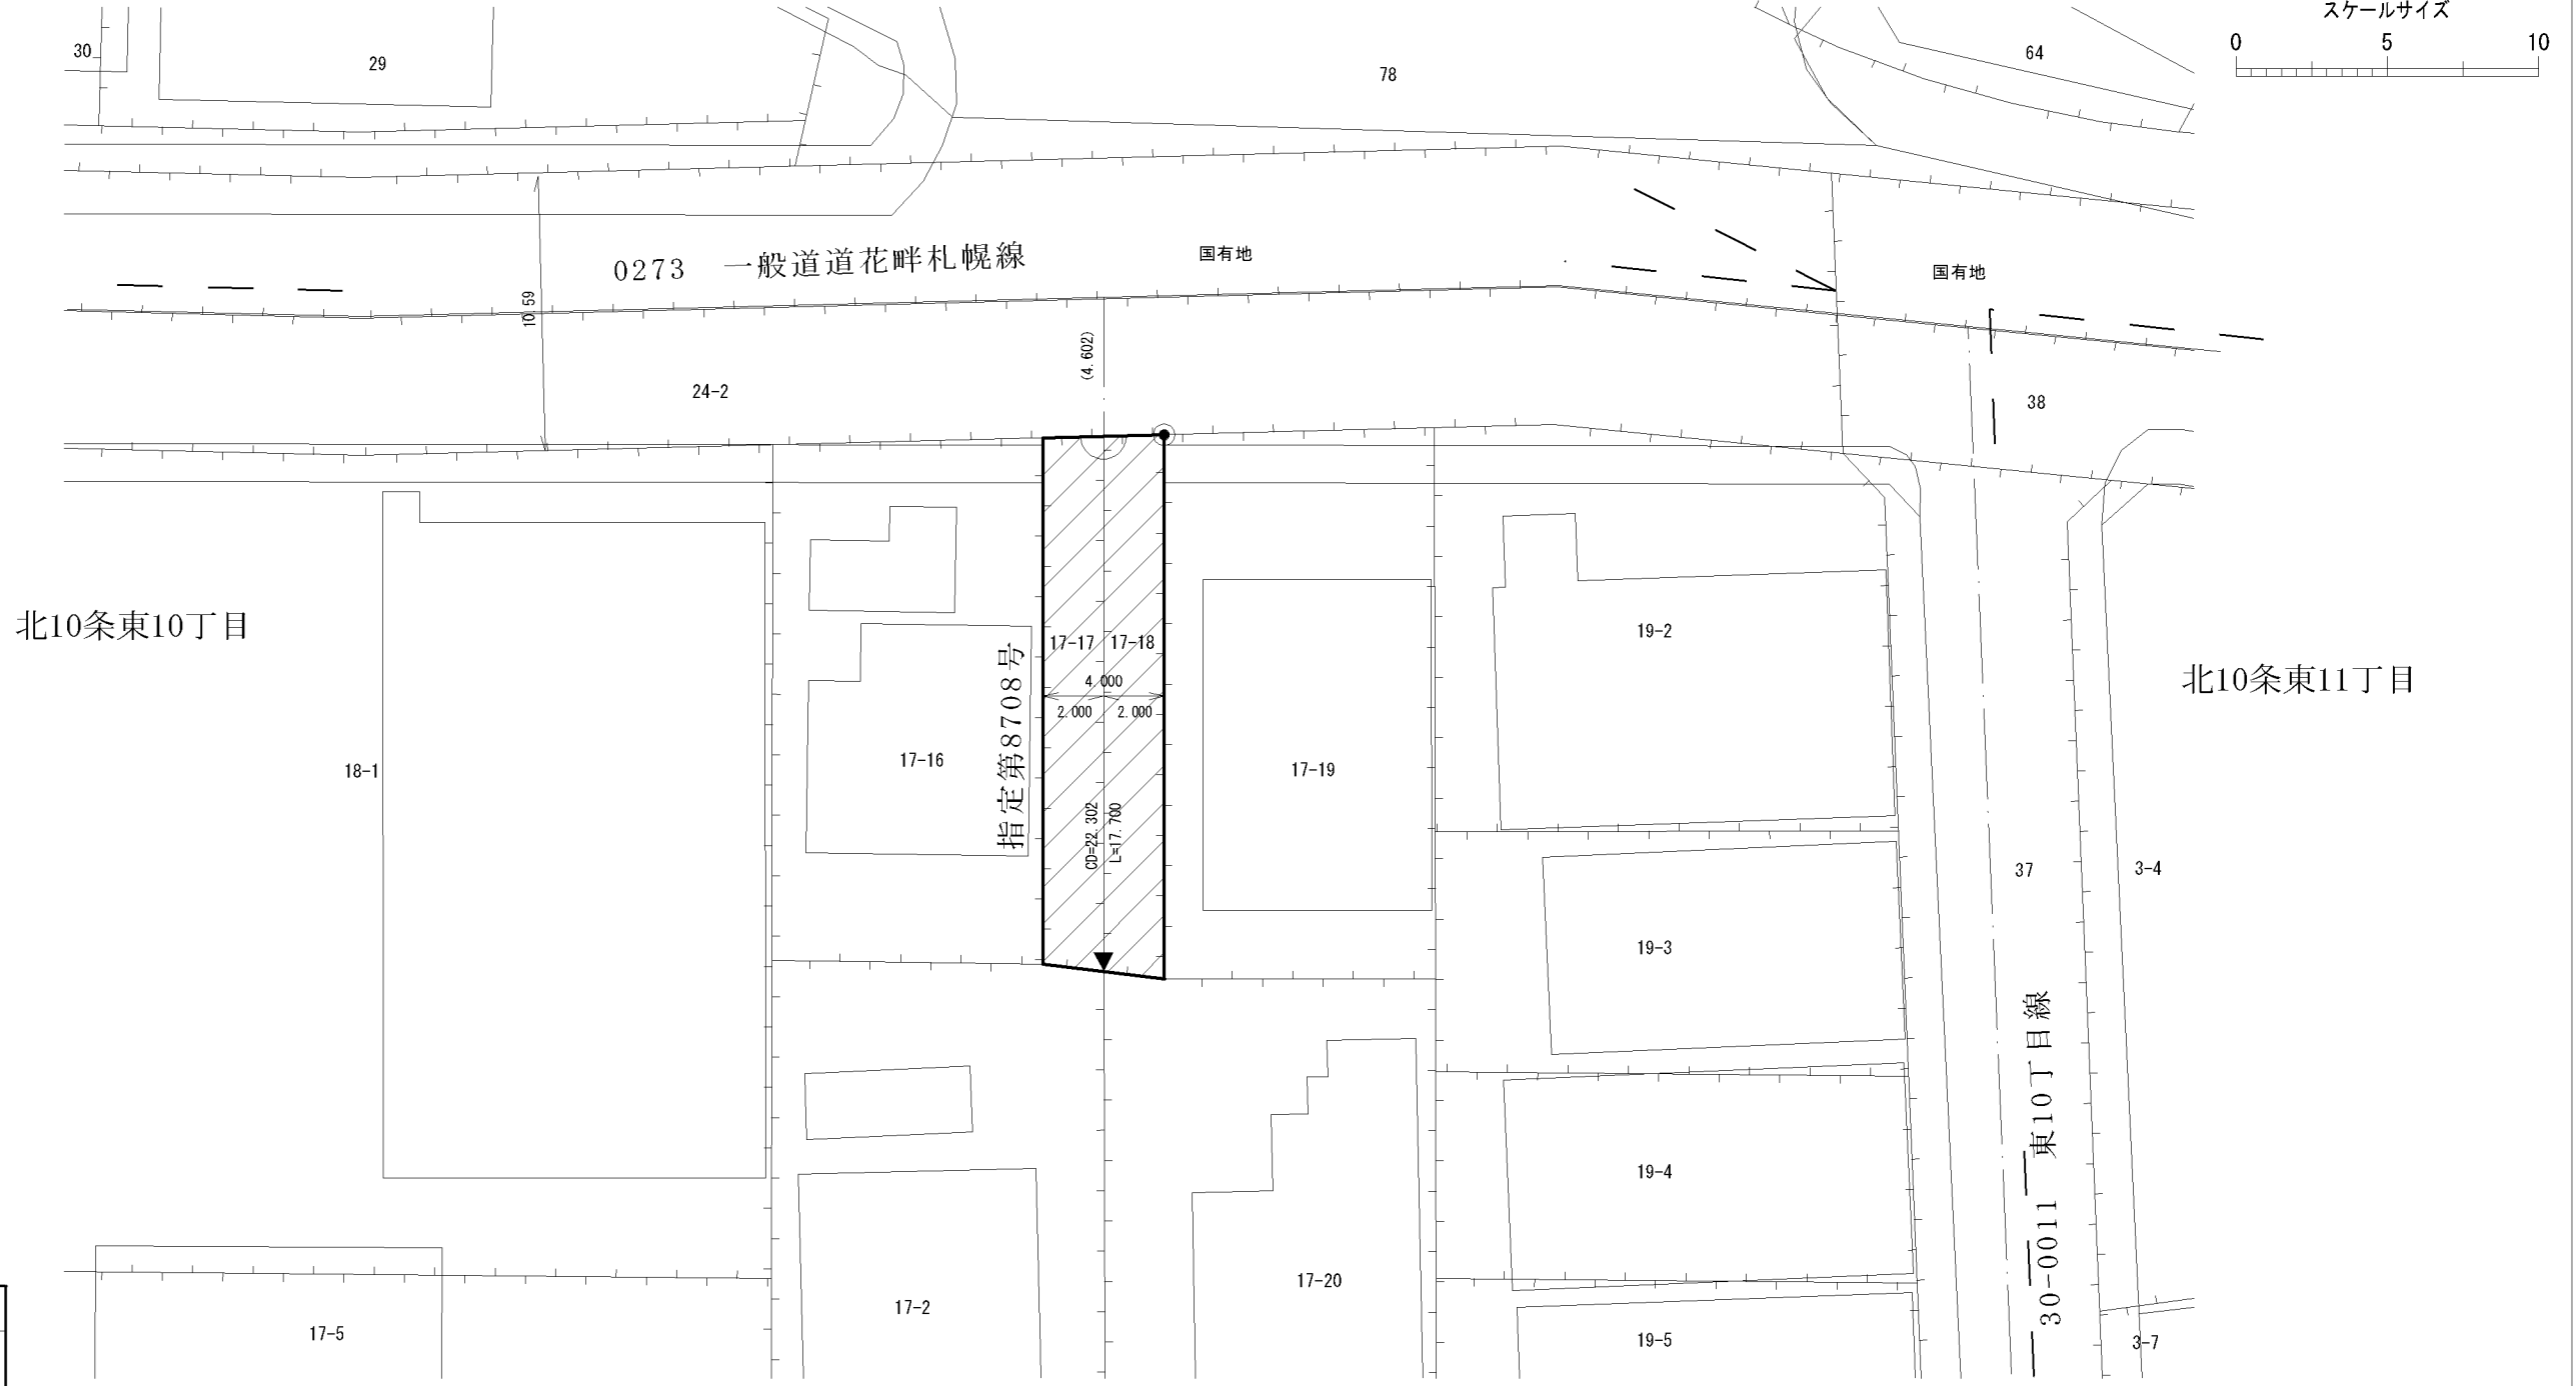 スケールサイズ
0 5 10
30
29
78
64
0273 一般道道花畔札幌線
国有地
国有地
10.59
(4.602)
24-2
38
北10条東10丁目
17-17
17-18
19-2
北10条東11丁目
4.000
2.000
2.000
指定第8708号
18-1
17-16
17-19
CD=22.302
L=17.700
37
3-4
19-3
東10丁目線
19-4
30-0011
17-20
17-2
17-5
19-5
3-7